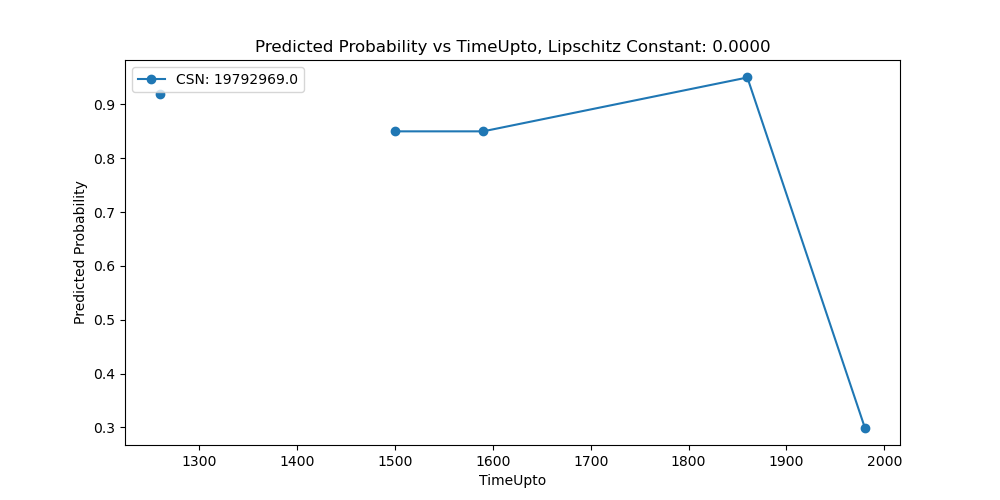 Predicted Probability vs TimeUpto, Lipschitz Constant: 0.0000
CSN: 19792969.0
0.9
0.8
0.7
0.6
0.5
0.4
0.3
Predicted Probability
1300 1400 1500 1600 1700 1800 1900 2000
TimeUpto